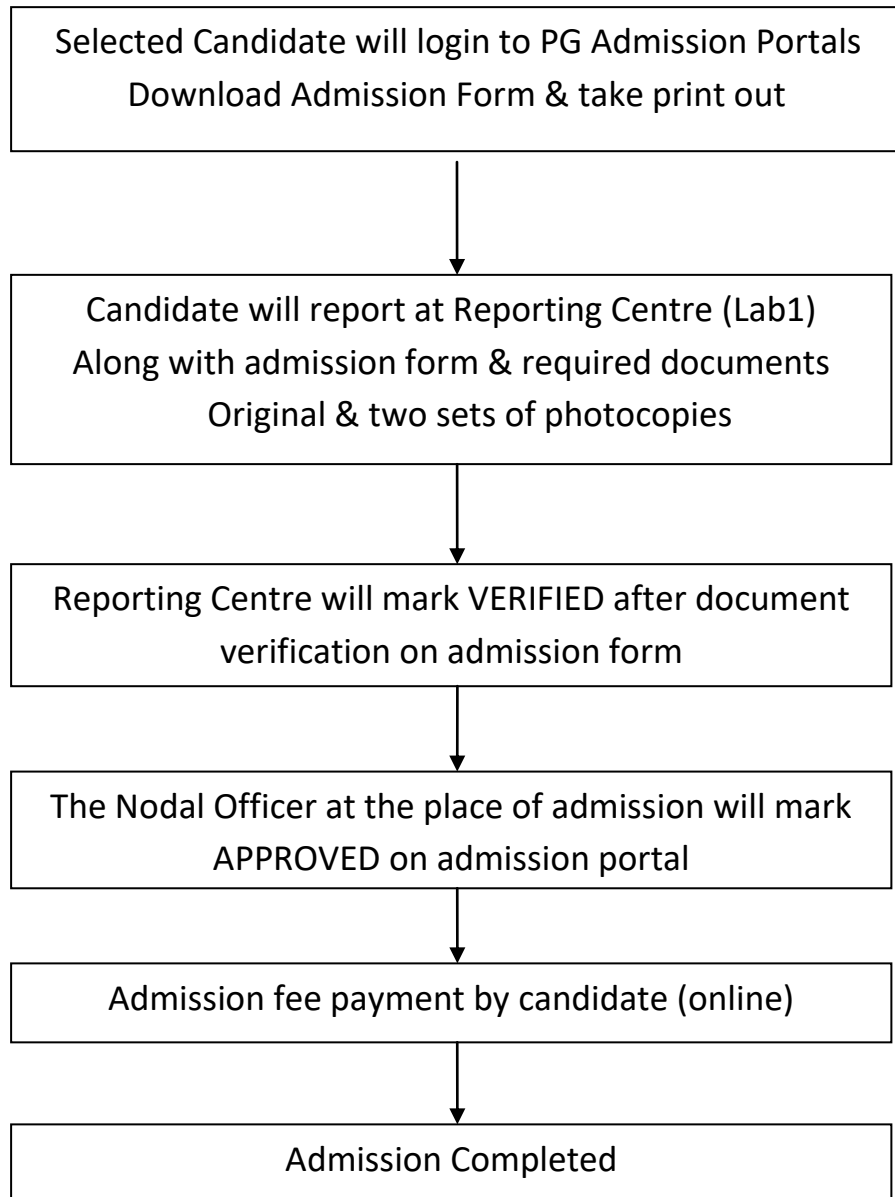 Selected Candidate will login to PG Admission Portals
Download Admission Form & take print out
Candidate will report at Reporting Centre (Lab1)
Along with admission form & required documents
Original & two sets of photocopies
Reporting Centre will mark VERIFIED after document
verification on admission form
The Nodal Officer at the place of admission will mark
APPROVED on admission portal
Admission fee payment by candidate (online)
Admission Completed